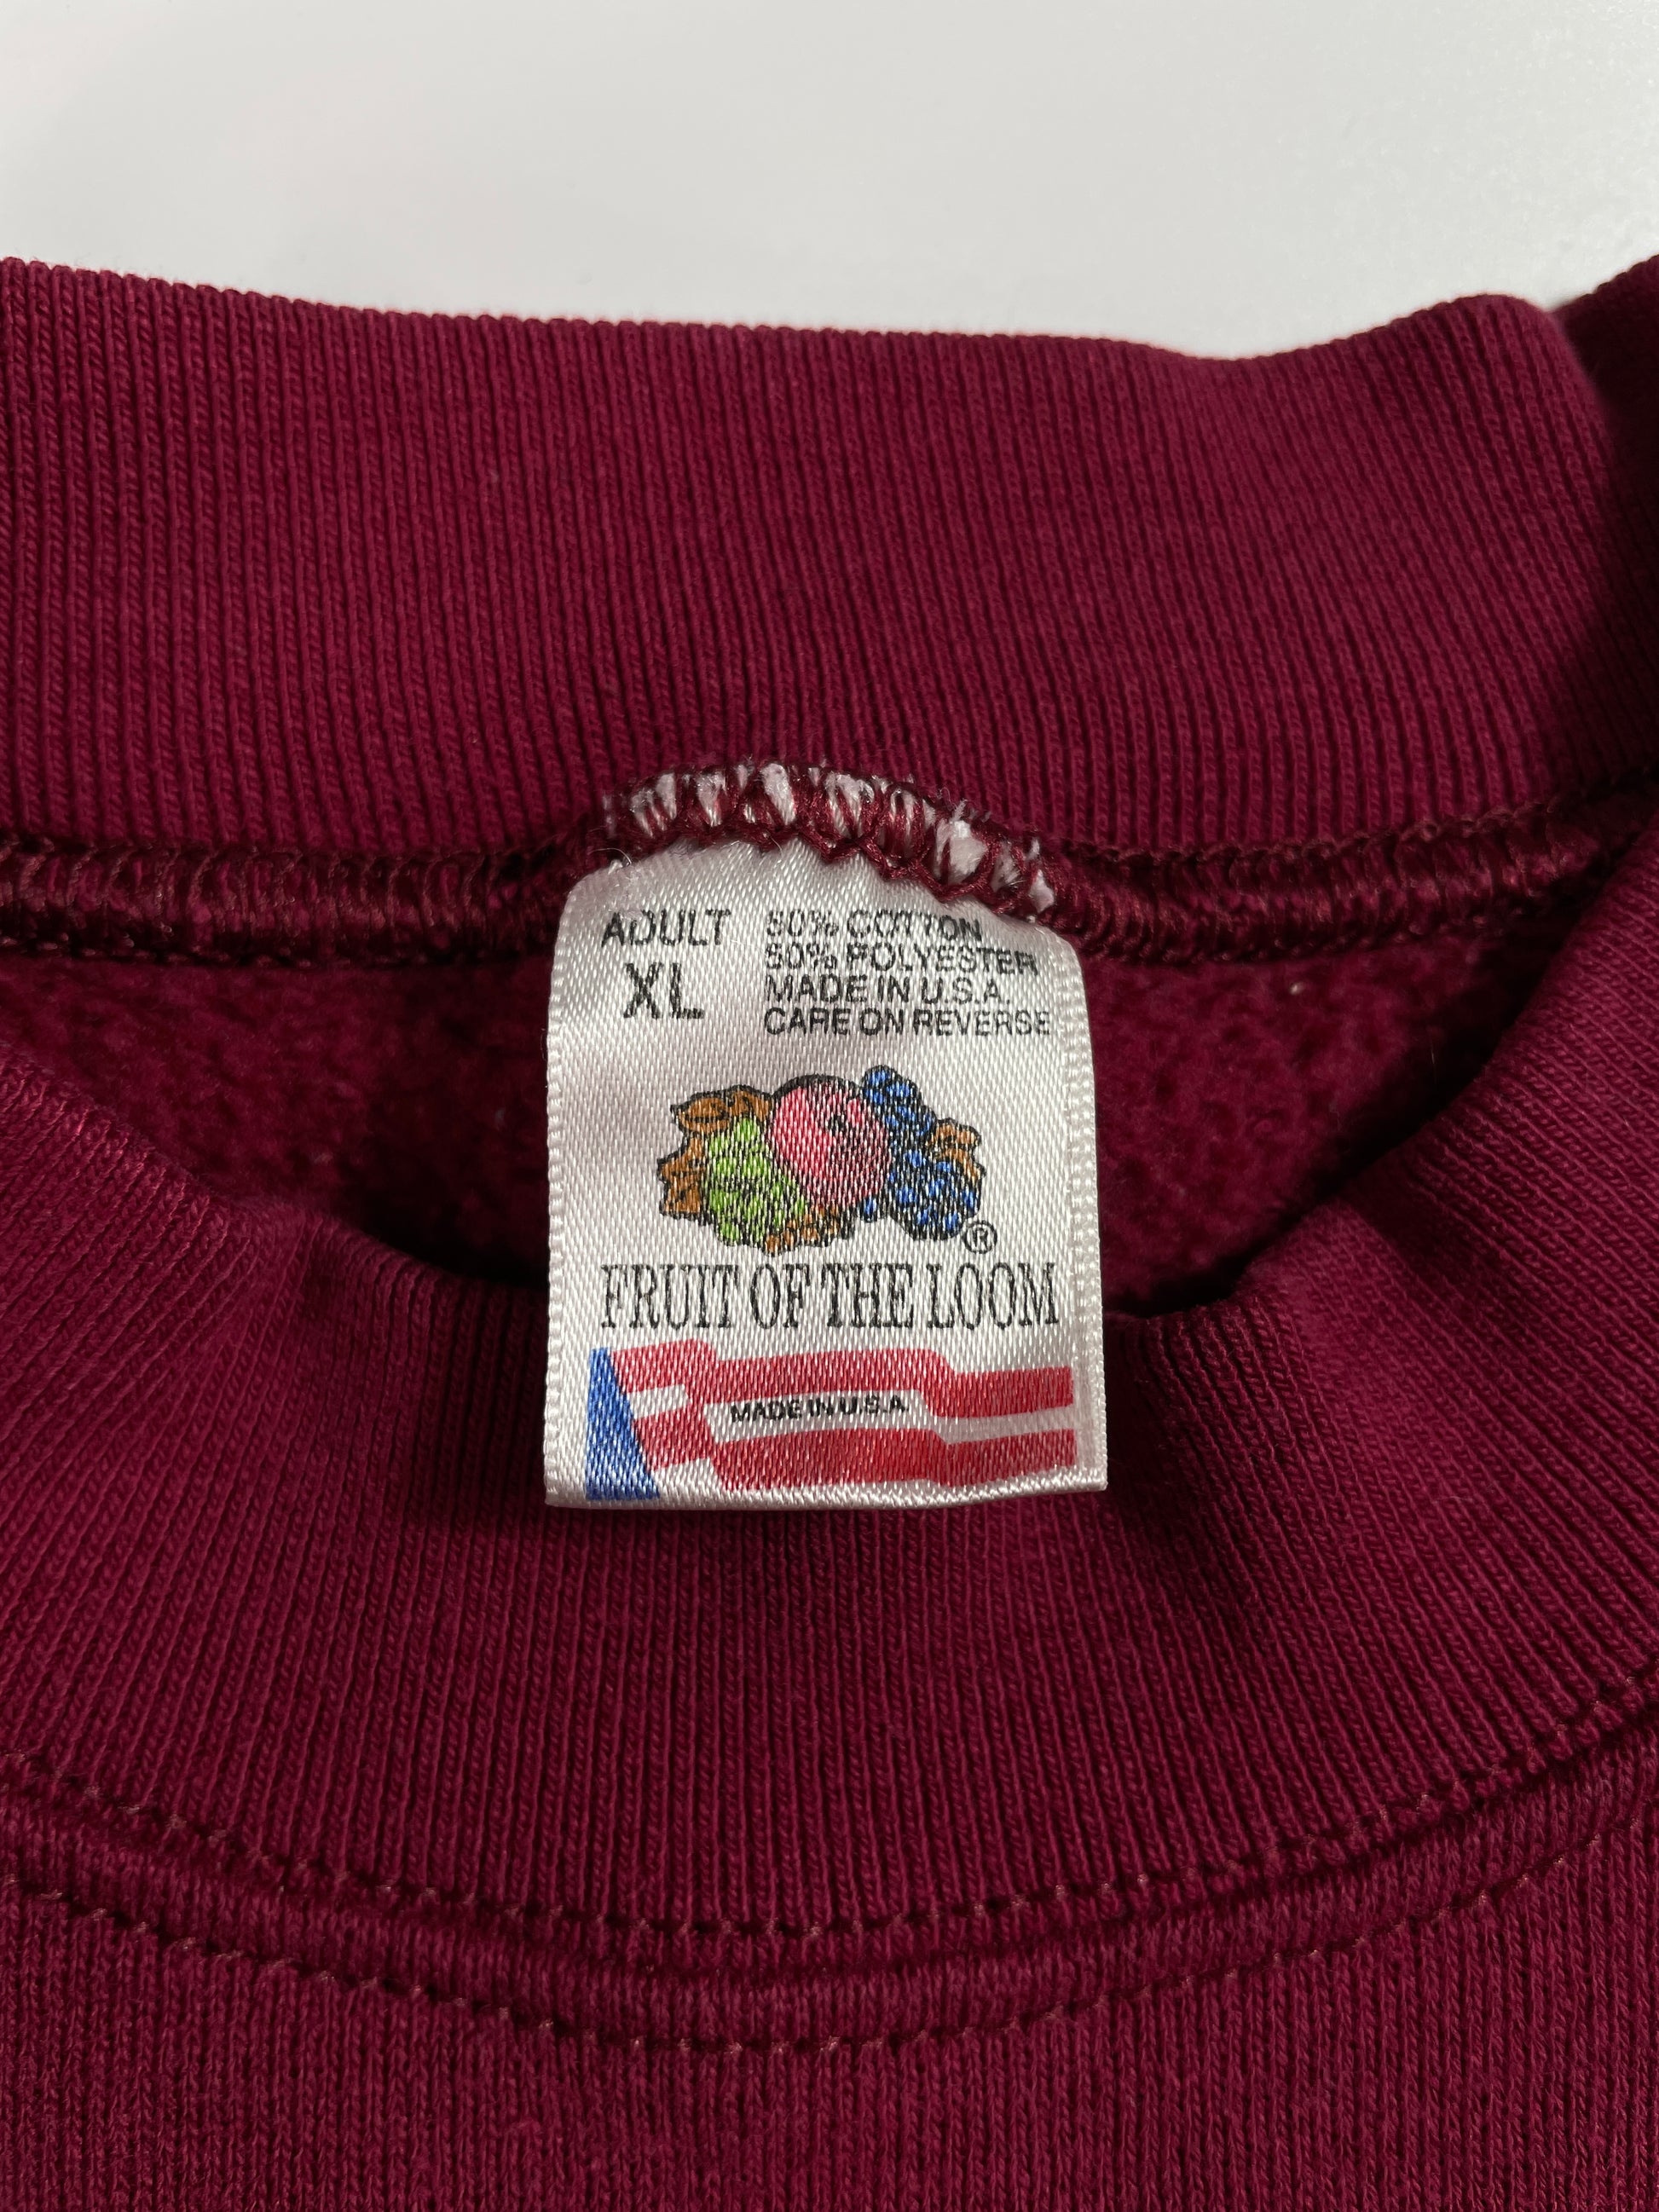 ADULT
XL
50% COTTON
50% POLYESTER
MADE IN U.S.A.
CARE ON REVERSE
®
FRUIT OF THE LOOM
MADE IN U.S.A.